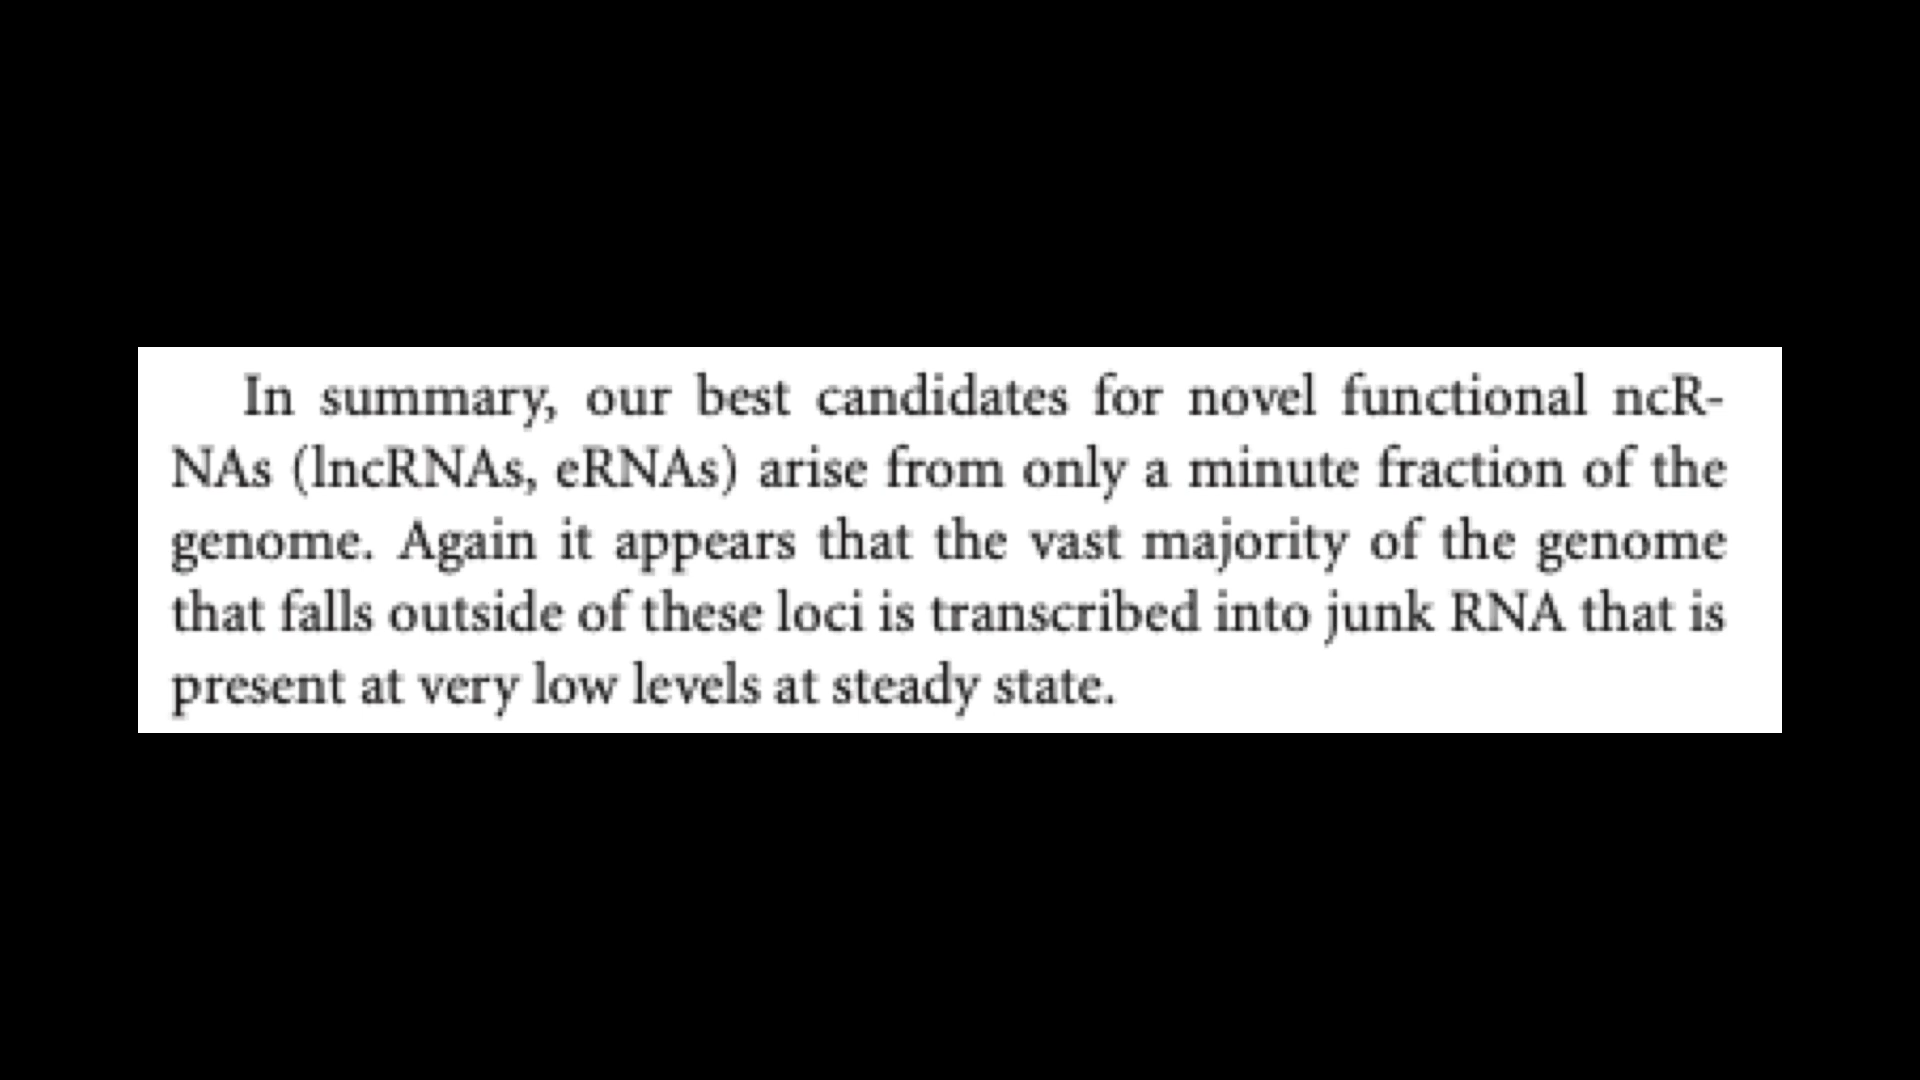 In summary, our best candidates for novel functional ncR-
NAs (lncRNAs, eRNAs) arise from only a minute fraction of the
genome. Again it appears that the vast majority of the genome
that falls outside of these loci is transcribed into junk RNA that is
present at very low levels at steady state.